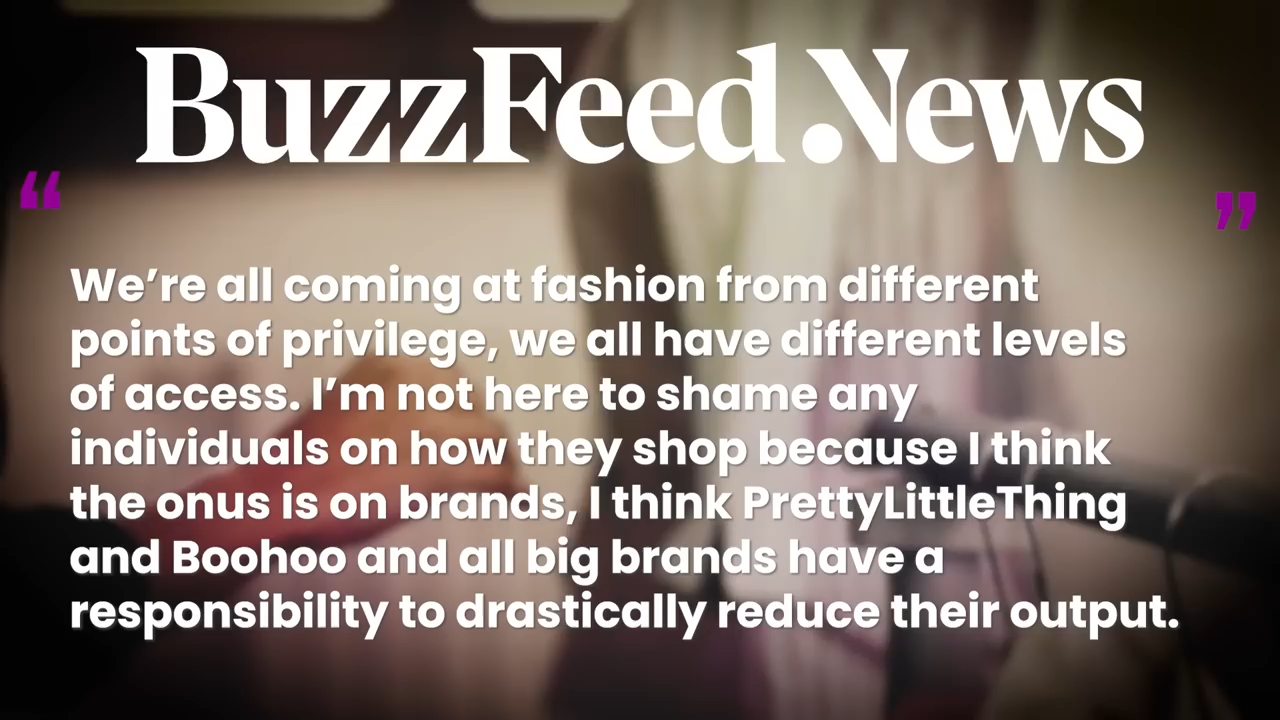 BuzzFeed News
“ ”
We’re all coming at fashion from different
points of privilege, we all have different levels
of access. I’m not here to shame any
individuals on how they shop because I think
the onus is on brands, I think PrettyLittleThing
and Boohoo and all big brands have a
responsibility to drastically reduce their output.